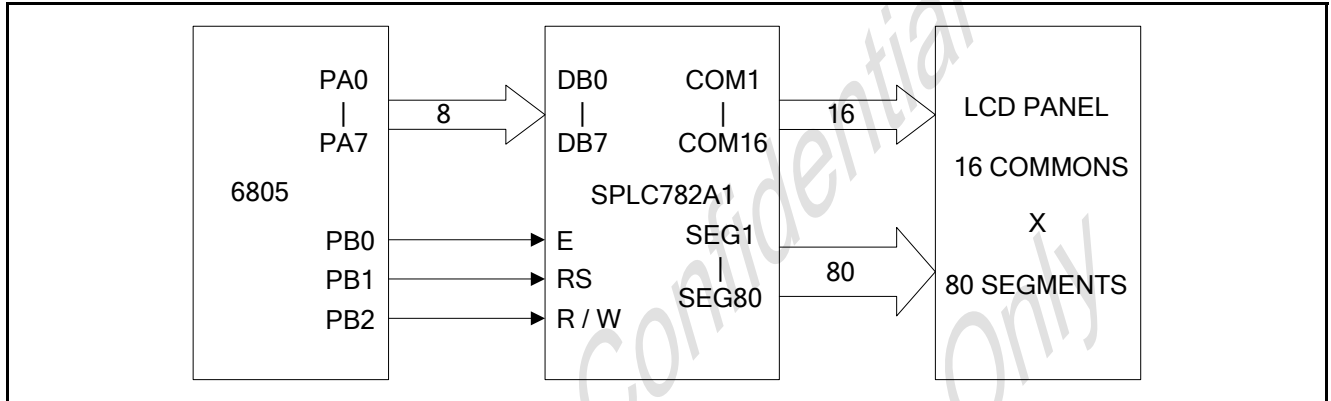 PA0
|
PA7
8
6805
PB0
PB1
PB2
DB0
|
DB7
COM1
|
COM16
SPLC782A1
E
RS
R / W
SEG1
|
SEG80
16
80
LCD PANEL
16 COMMONS
X
80 SEGMENTS
Confidential
Only